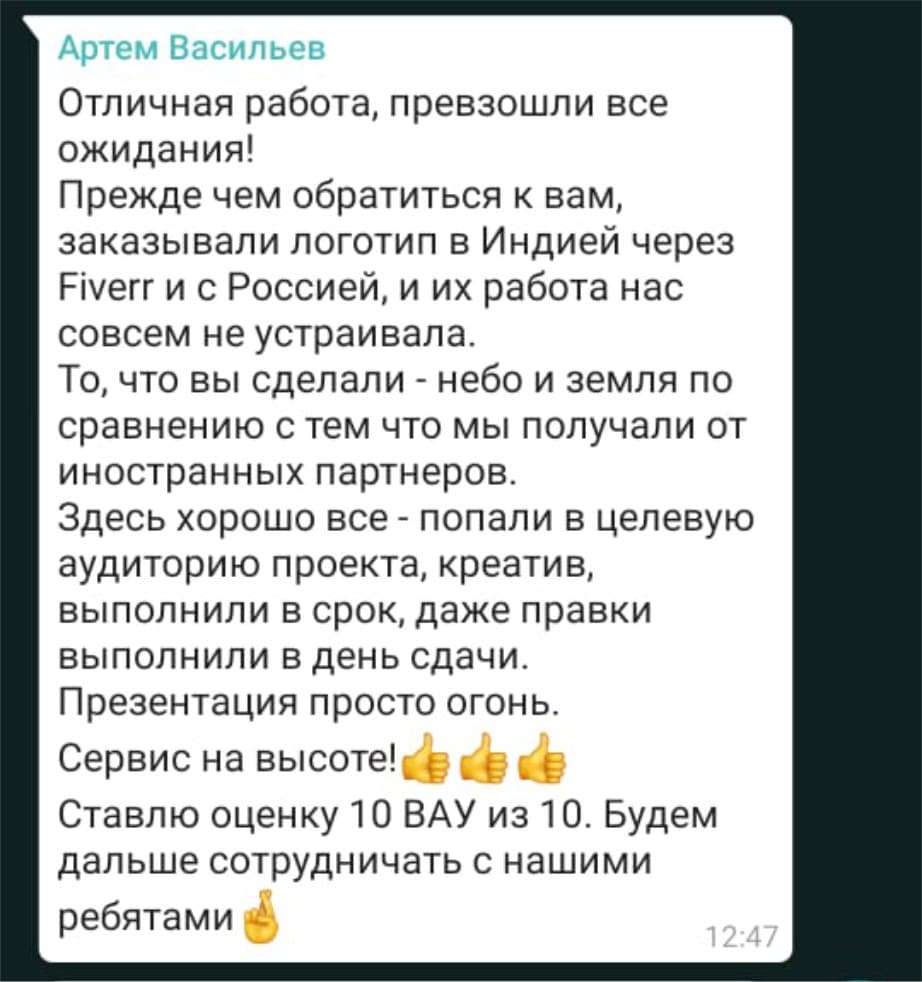 Артем Васильев
Отличная работа, превзошли все
ожидания!
Прежде чем обратиться к вам,
заказывали логотип в Индией через
Fiverr и с Россией, и их работа нас
совсем не устраивала.
То, что вы сделали - небо и земля по
сравнению с тем что мы получали от
иностранных партнеров.
Здесь хорошо все - попали в целевую
аудиторию проекта, креатив,
выполнили в срок, даже правки
выполнили в день сдачи.
Презентация просто огонь.
Сервис на высоте!👍👍👍
Ставлю оценку 10 ВАУ из 10. Будем
дальше сотрудничать с нашими
ребятами🤞
12:47